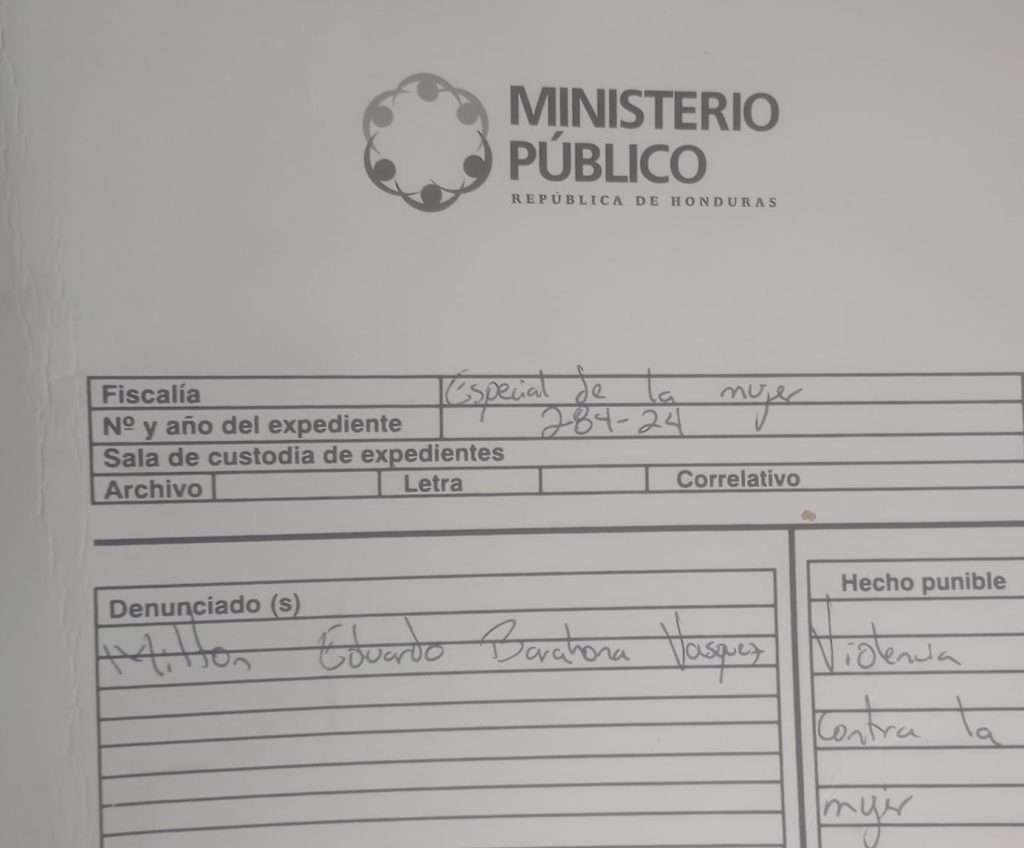 MINISTERIO
PÚBLICO
REPÚBLICA DE HONDURAS
Fiscalía Especial de la mujer
Nº y año del expediente 284-24
Sala de custodia de expedientes
Archivo Letra Correlativo
Denunciado (s)
Milton Eduardo Barahona Vasquez
Hecho punible
Violencia
contra la
mujer